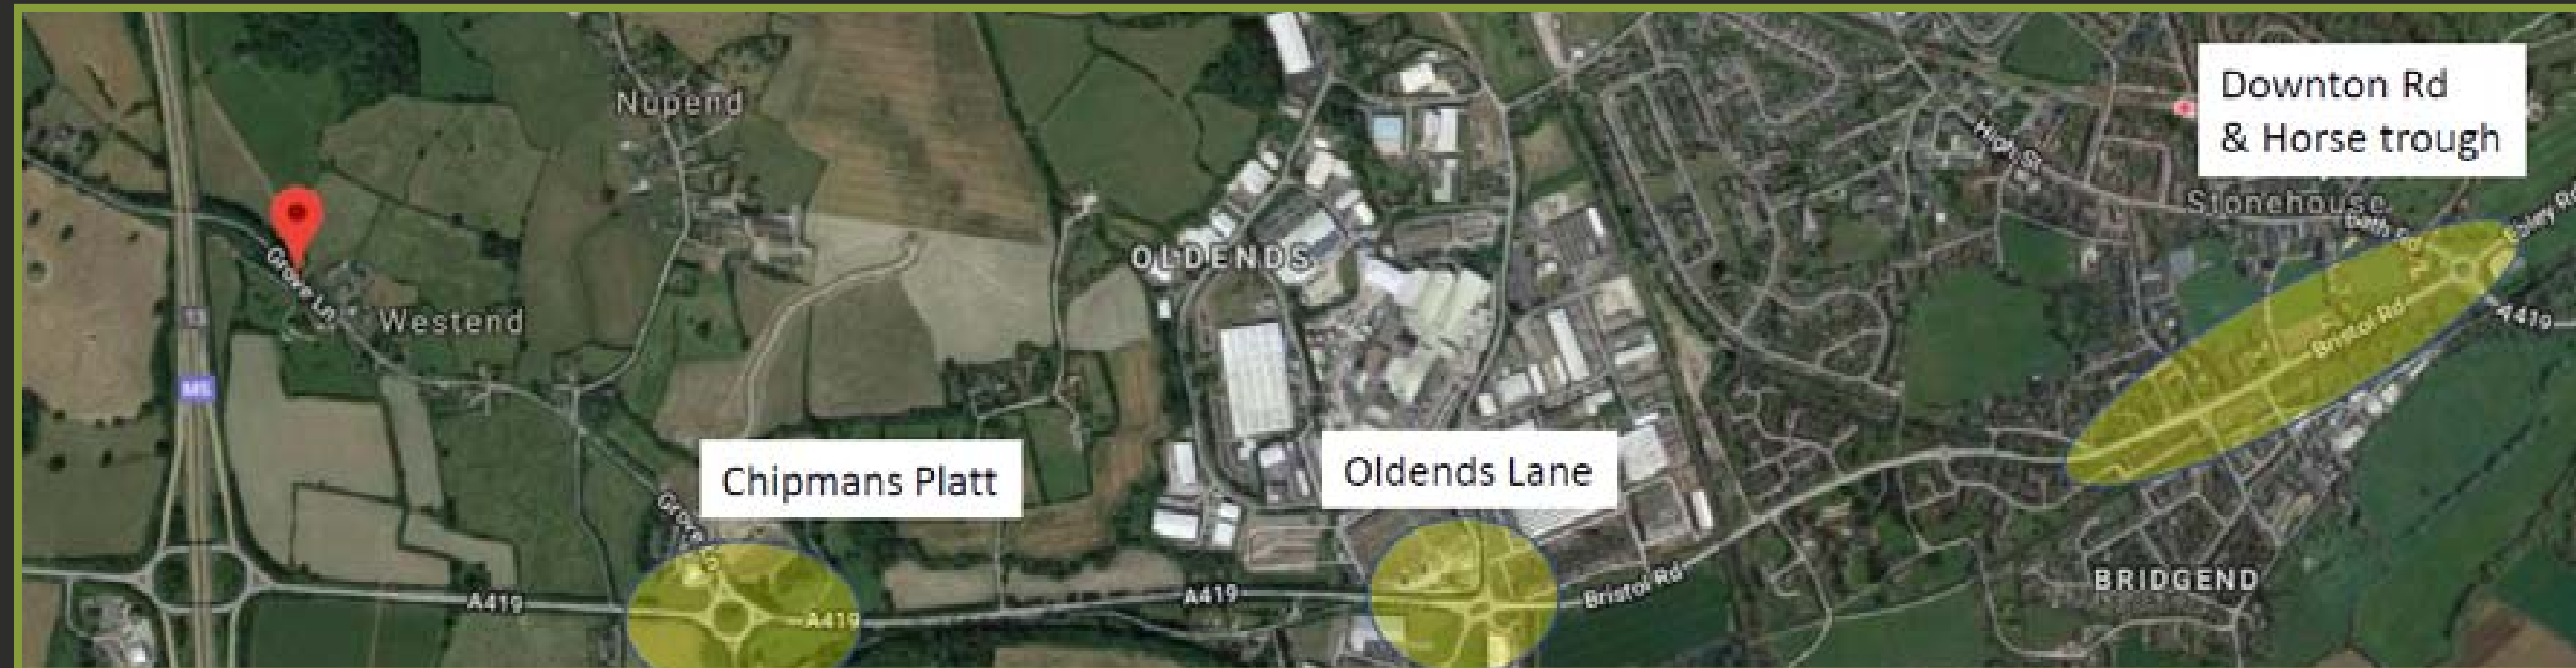 Nupend
Downton Rd
& Horse trough
High St
Stonehouse
Bath Rd
Ebley Rd
OLDENDS
Grove Ln
Westend
13
M5
Bristol Rd
A419
Chipmans Platt
Oldends Lane
Grove Ln
A419
A419
A419
Bristol Rd
BRIDGEND